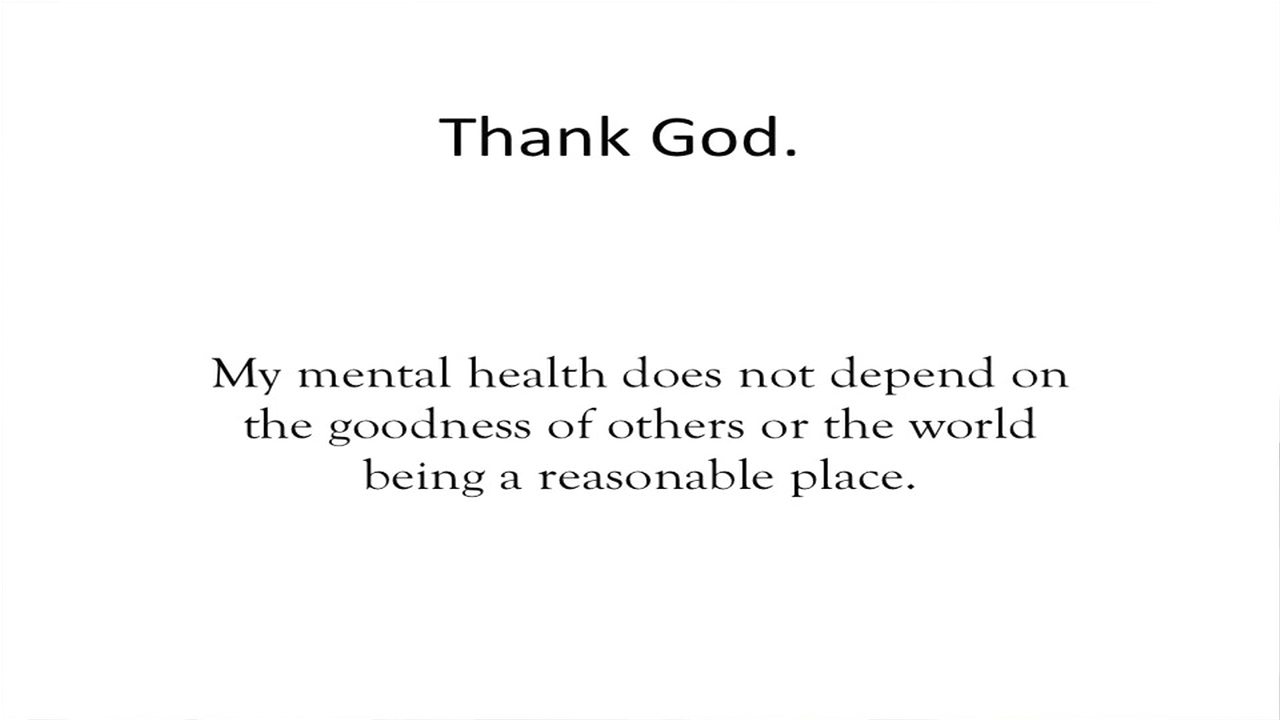 Thank God.
My mental health does not depend on
the goodness of others or the world
being a reasonable place.